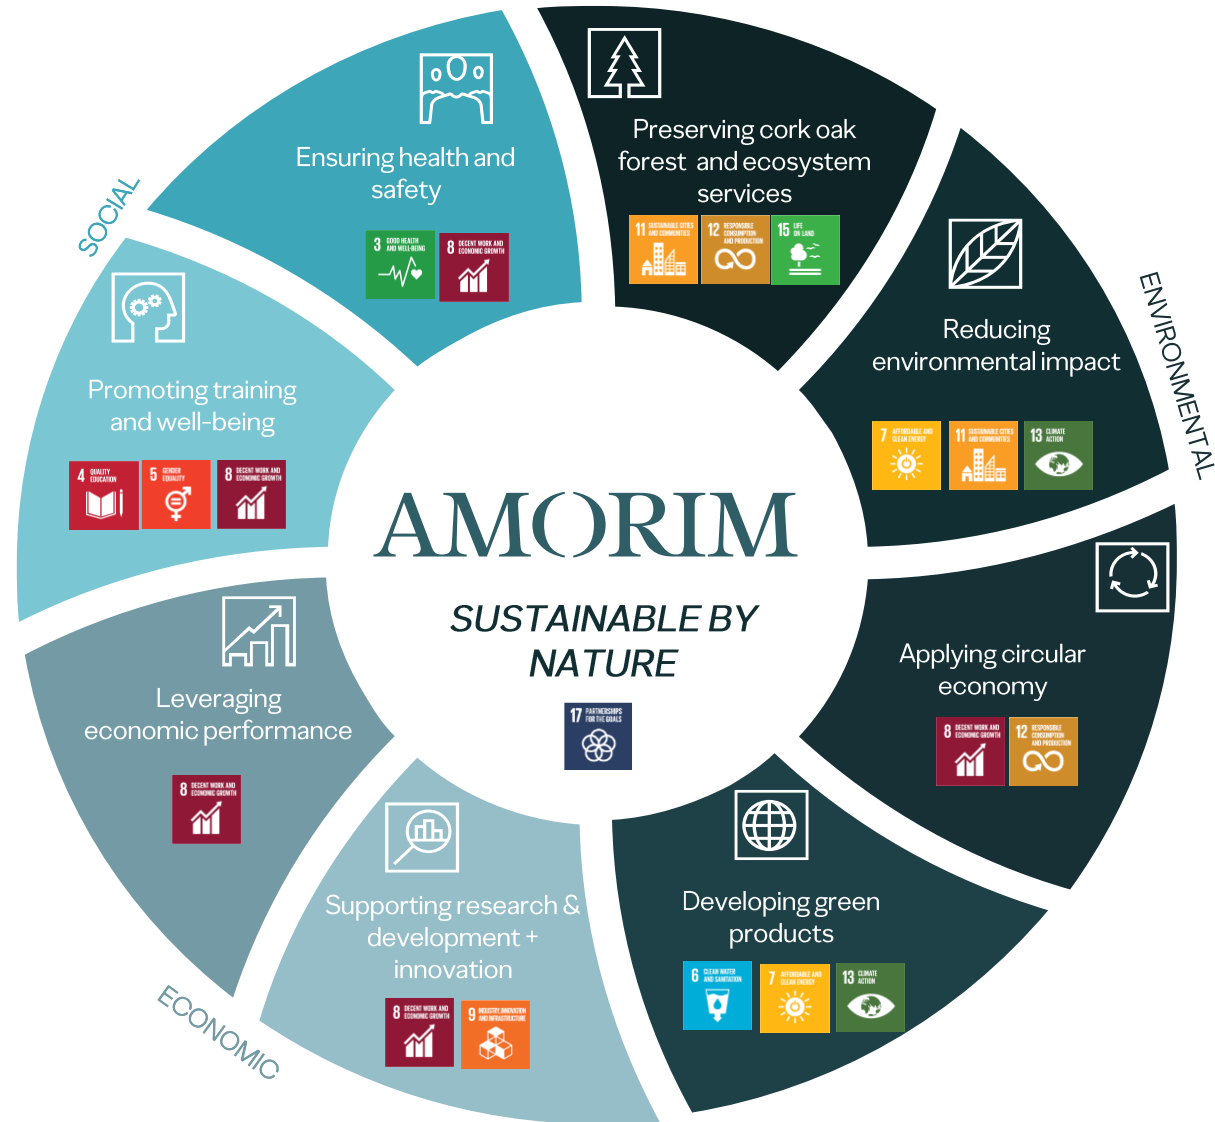 SOCIAL
Ensuring health and
safety
3 GOOD HEALTH
AND WELL-BEING
8 DECENT WORK AND
ECONOMIC GROWTH
Preserving cork oak
forest and ecosystem
services
11 SUSTAINABLE CITIES
AND COMMUNITIES
12 RESPONSIBLE
CONSUMPTION
AND PRODUCTION
15 LIFE
ON LAND
ENVIRONMENTAL
Reducing
environmental impact
7 AFFORDABLE AND
CLEAN ENERGY
11 SUSTAINABLE CITIES
AND COMMUNITIES
13 CLIMATE
ACTION
Promoting training
and well-being
4 QUALITY
EDUCATION
5 GENDER
EQUALITY
8 DECENT WORK AND
ECONOMIC GROWTH
AMORIM
SUSTAINABLE BY
NATURE
17 PARTNERSHIPS
FOR THE GOALS
Applying circular
economy
8 DECENT WORK AND
ECONOMIC GROWTH
12 RESPONSIBLE
CONSUMPTION
AND PRODUCTION
Leveraging
economic performance
8 DECENT WORK AND
ECONOMIC GROWTH
Developing green
products
6 CLEAN WATER
AND SANITATION
7 AFFORDABLE AND
CLEAN ENERGY
13 CLIMATE
ACTION
Supporting research &
development +
innovation
8 DECENT WORK AND
ECONOMIC GROWTH
9 INDUSTRY, INNOVATION
AND INFRASTRUCTURE
ECONOMIC